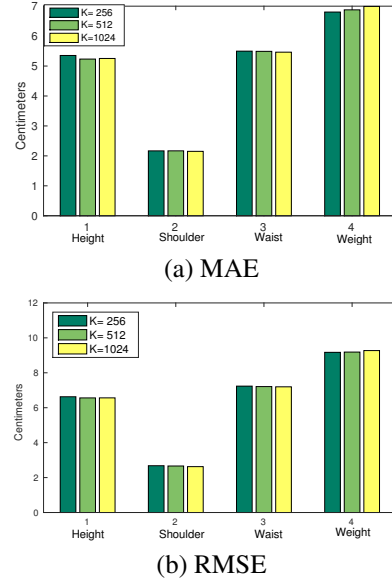 7
6
5
4
3
2
1
0
Centimeters
K= 256
K= 512
K=1024
1 2 3 4
Height Shoulder Waist Weight
(a) MAE
12
10
8
6
4
2
0
Centimeters
K= 256
K= 512
K=1024
1 2 3 4
Height Shoulder Waist Weight
(b) RMSE